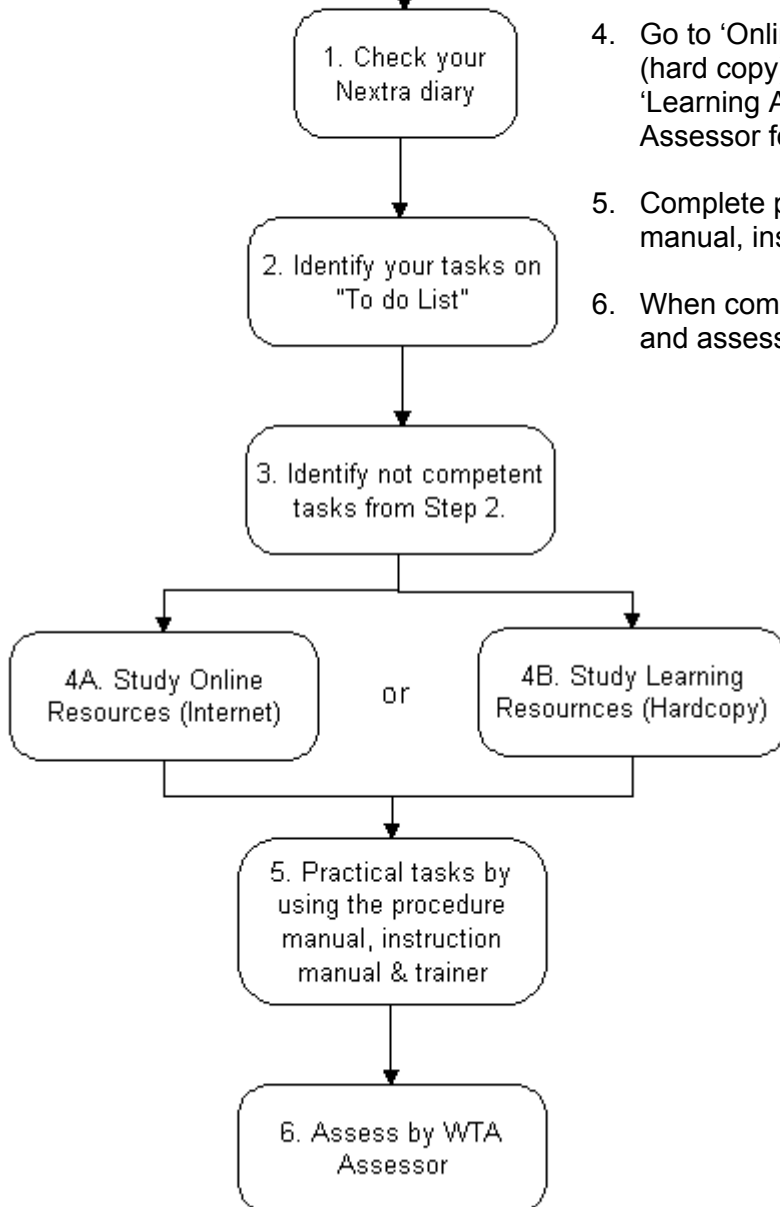 1. Check your
Nextra diary
2. Identify your tasks on
"To do List"
3. Identify not competent
tasks from Step 2.
4A. Study Online
Resources (Internet)
or
4B. Study Learning
Resournces (Hardcopy)
5. Practical tasks by
using the procedure
manual, instruction
manual & trainer
6. Assess by WTA
Assessor
4. Go to ‘Onli
(hard copy
‘Learning A
Assessor fo
5. Complete p
manual, ins
6. When com
and assess